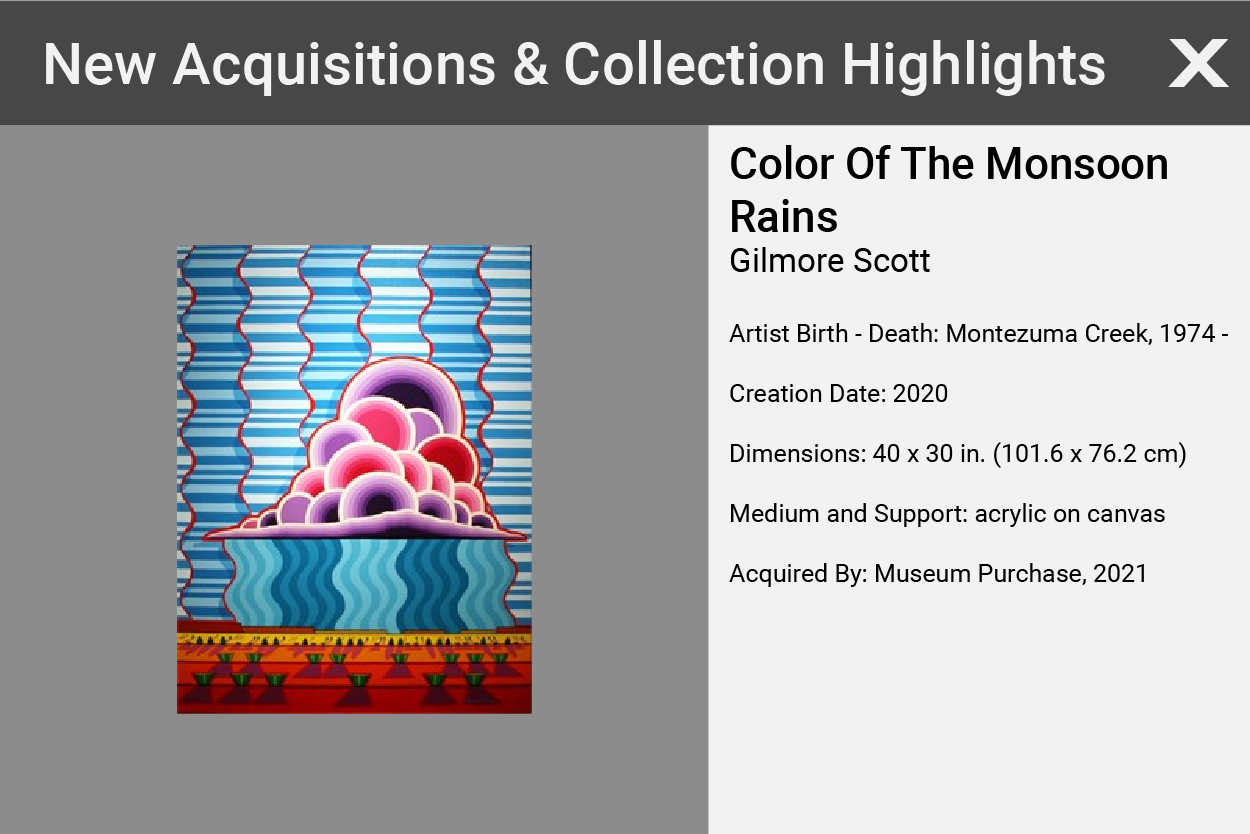 New Acquisitions & Collection Highlights X
Color Of The Monsoon
Rains
Gilmore Scott
Artist Birth - Death: Montezuma Creek, 1974 -
Creation Date: 2020
Dimensions: 40 x 30 in. (101.6 x 76.2 cm)
Medium and Support: acrylic on canvas
Acquired By: Museum Purchase, 2021